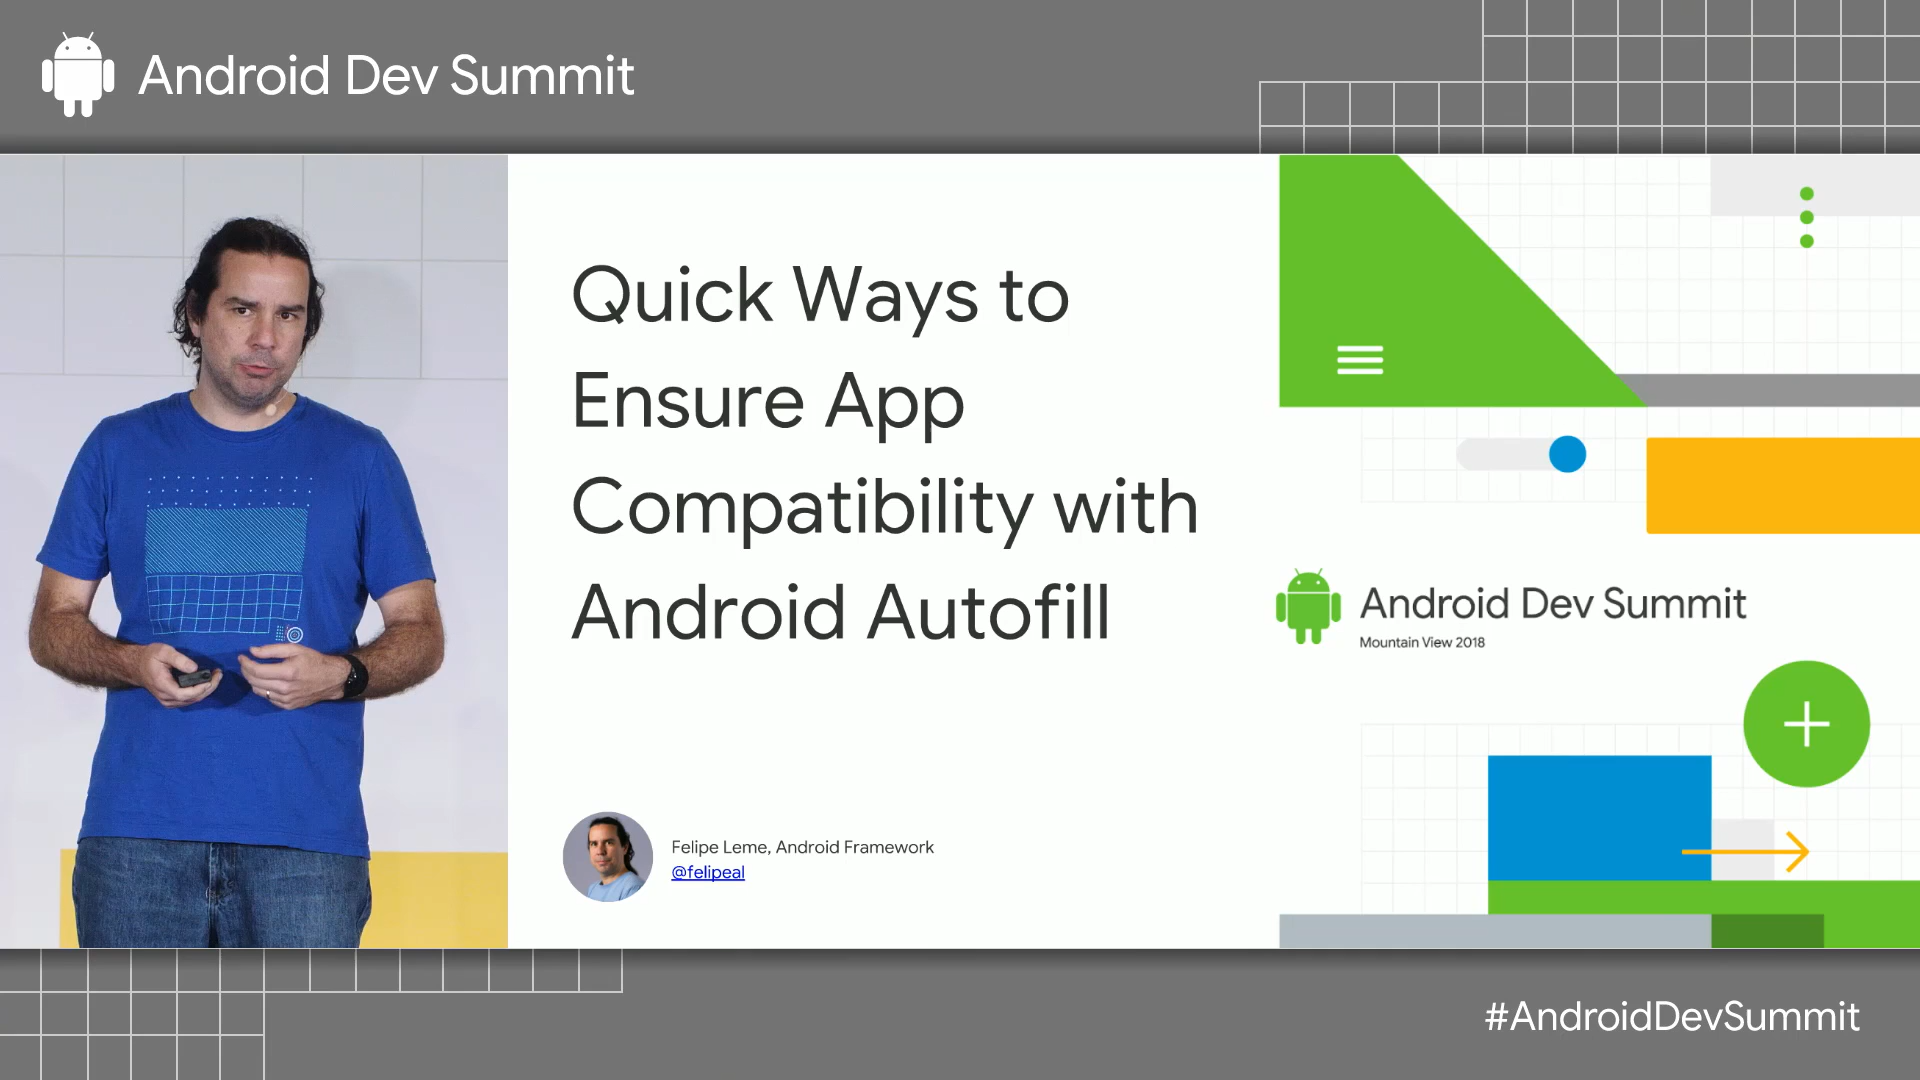 Android Dev Summit
Quick Ways to
Ensure App
Compatibility with
Android Autofill
Felipe Leme, Android Framework
@felipeal
Android Dev Summit
Mountain View 2018
#AndroidDevSummit